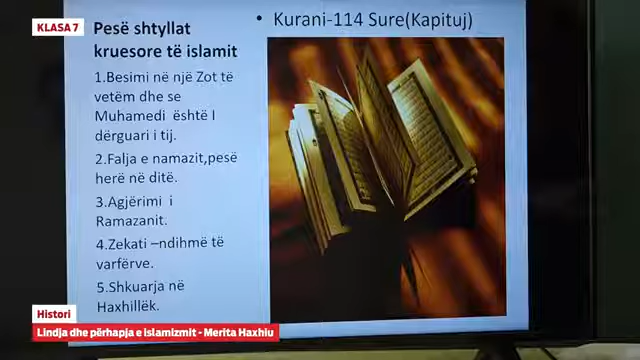 KLASA 7
Pesë shtyllat
kruesore të islamit
1.Besimi në një Zot të
vetëm dhe se
Muhamedi është I
dërguari i tij.
2.Falja e namazit,pesë
herë në ditë.
3.Agjërimi i
Ramazanit.
4.Zekati –ndihmë të
varfërve.
5.Shkuarja në
Haxhillëk.
• Kurani-114 Sure(Kapituj)
Histori
Lindja dhe përhapja e Islamizmit - Merita Haxhiu